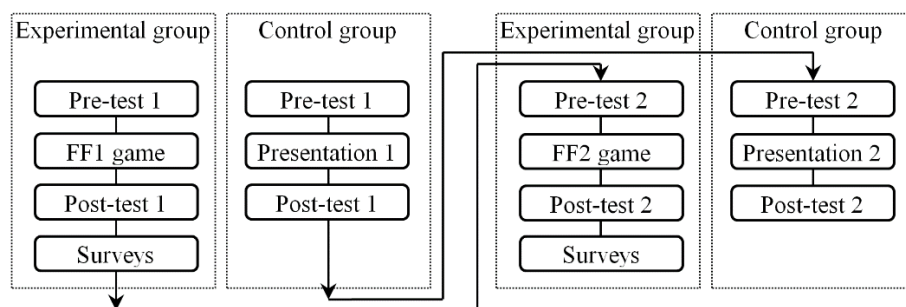 Experimental group
Pre-test 1
FF1 game
Post-test 1
Surveys
Control group
Pre-test 1
Presentation 1
Post-test 1
Experimental group
Pre-test 2
FF2 game
Post-test 2
Surveys
Control group
Pre-test 2
Presentation 2
Post-test 2